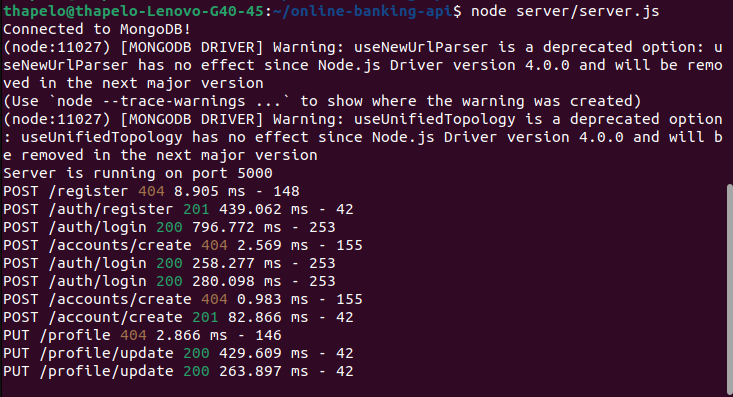 thapelo@thapelo-Lenovo-G40-45:~/online-banking-api$ node server/server.js
Connected to MongoDB!
(node:11027) [MONGODB DRIVER] Warning: useNewUrlParser is a deprecated option: u
seNewUrlParser has no effect since Node.js Driver version 4.0.0 and will be remo
ved in the next major version
(Use `node --trace-warnings ...` to show where the warning was created)
(node:11027) [MONGODB DRIVER] Warning: useUnifiedTopology is a deprecated option
: useUnifiedTopology has no effect since Node.js Driver version 4.0.0 and will b
e removed in the next major version
Server is running on port 5000
POST /register 404 8.905 ms - 148
POST /auth/register 201 439.062 ms - 42
POST /auth/login 200 796.772 ms - 253
POST /accounts/create 404 2.569 ms - 155
POST /auth/login 200 258.277 ms - 253
POST /auth/login 200 280.098 ms - 253
POST /accounts/create 404 0.983 ms - 155
POST /account/create 201 82.866 ms - 42
PUT /profile 404 2.866 ms - 146
PUT /profile/update 200 429.609 ms - 42
PUT /profile/update 200 263.897 ms - 42